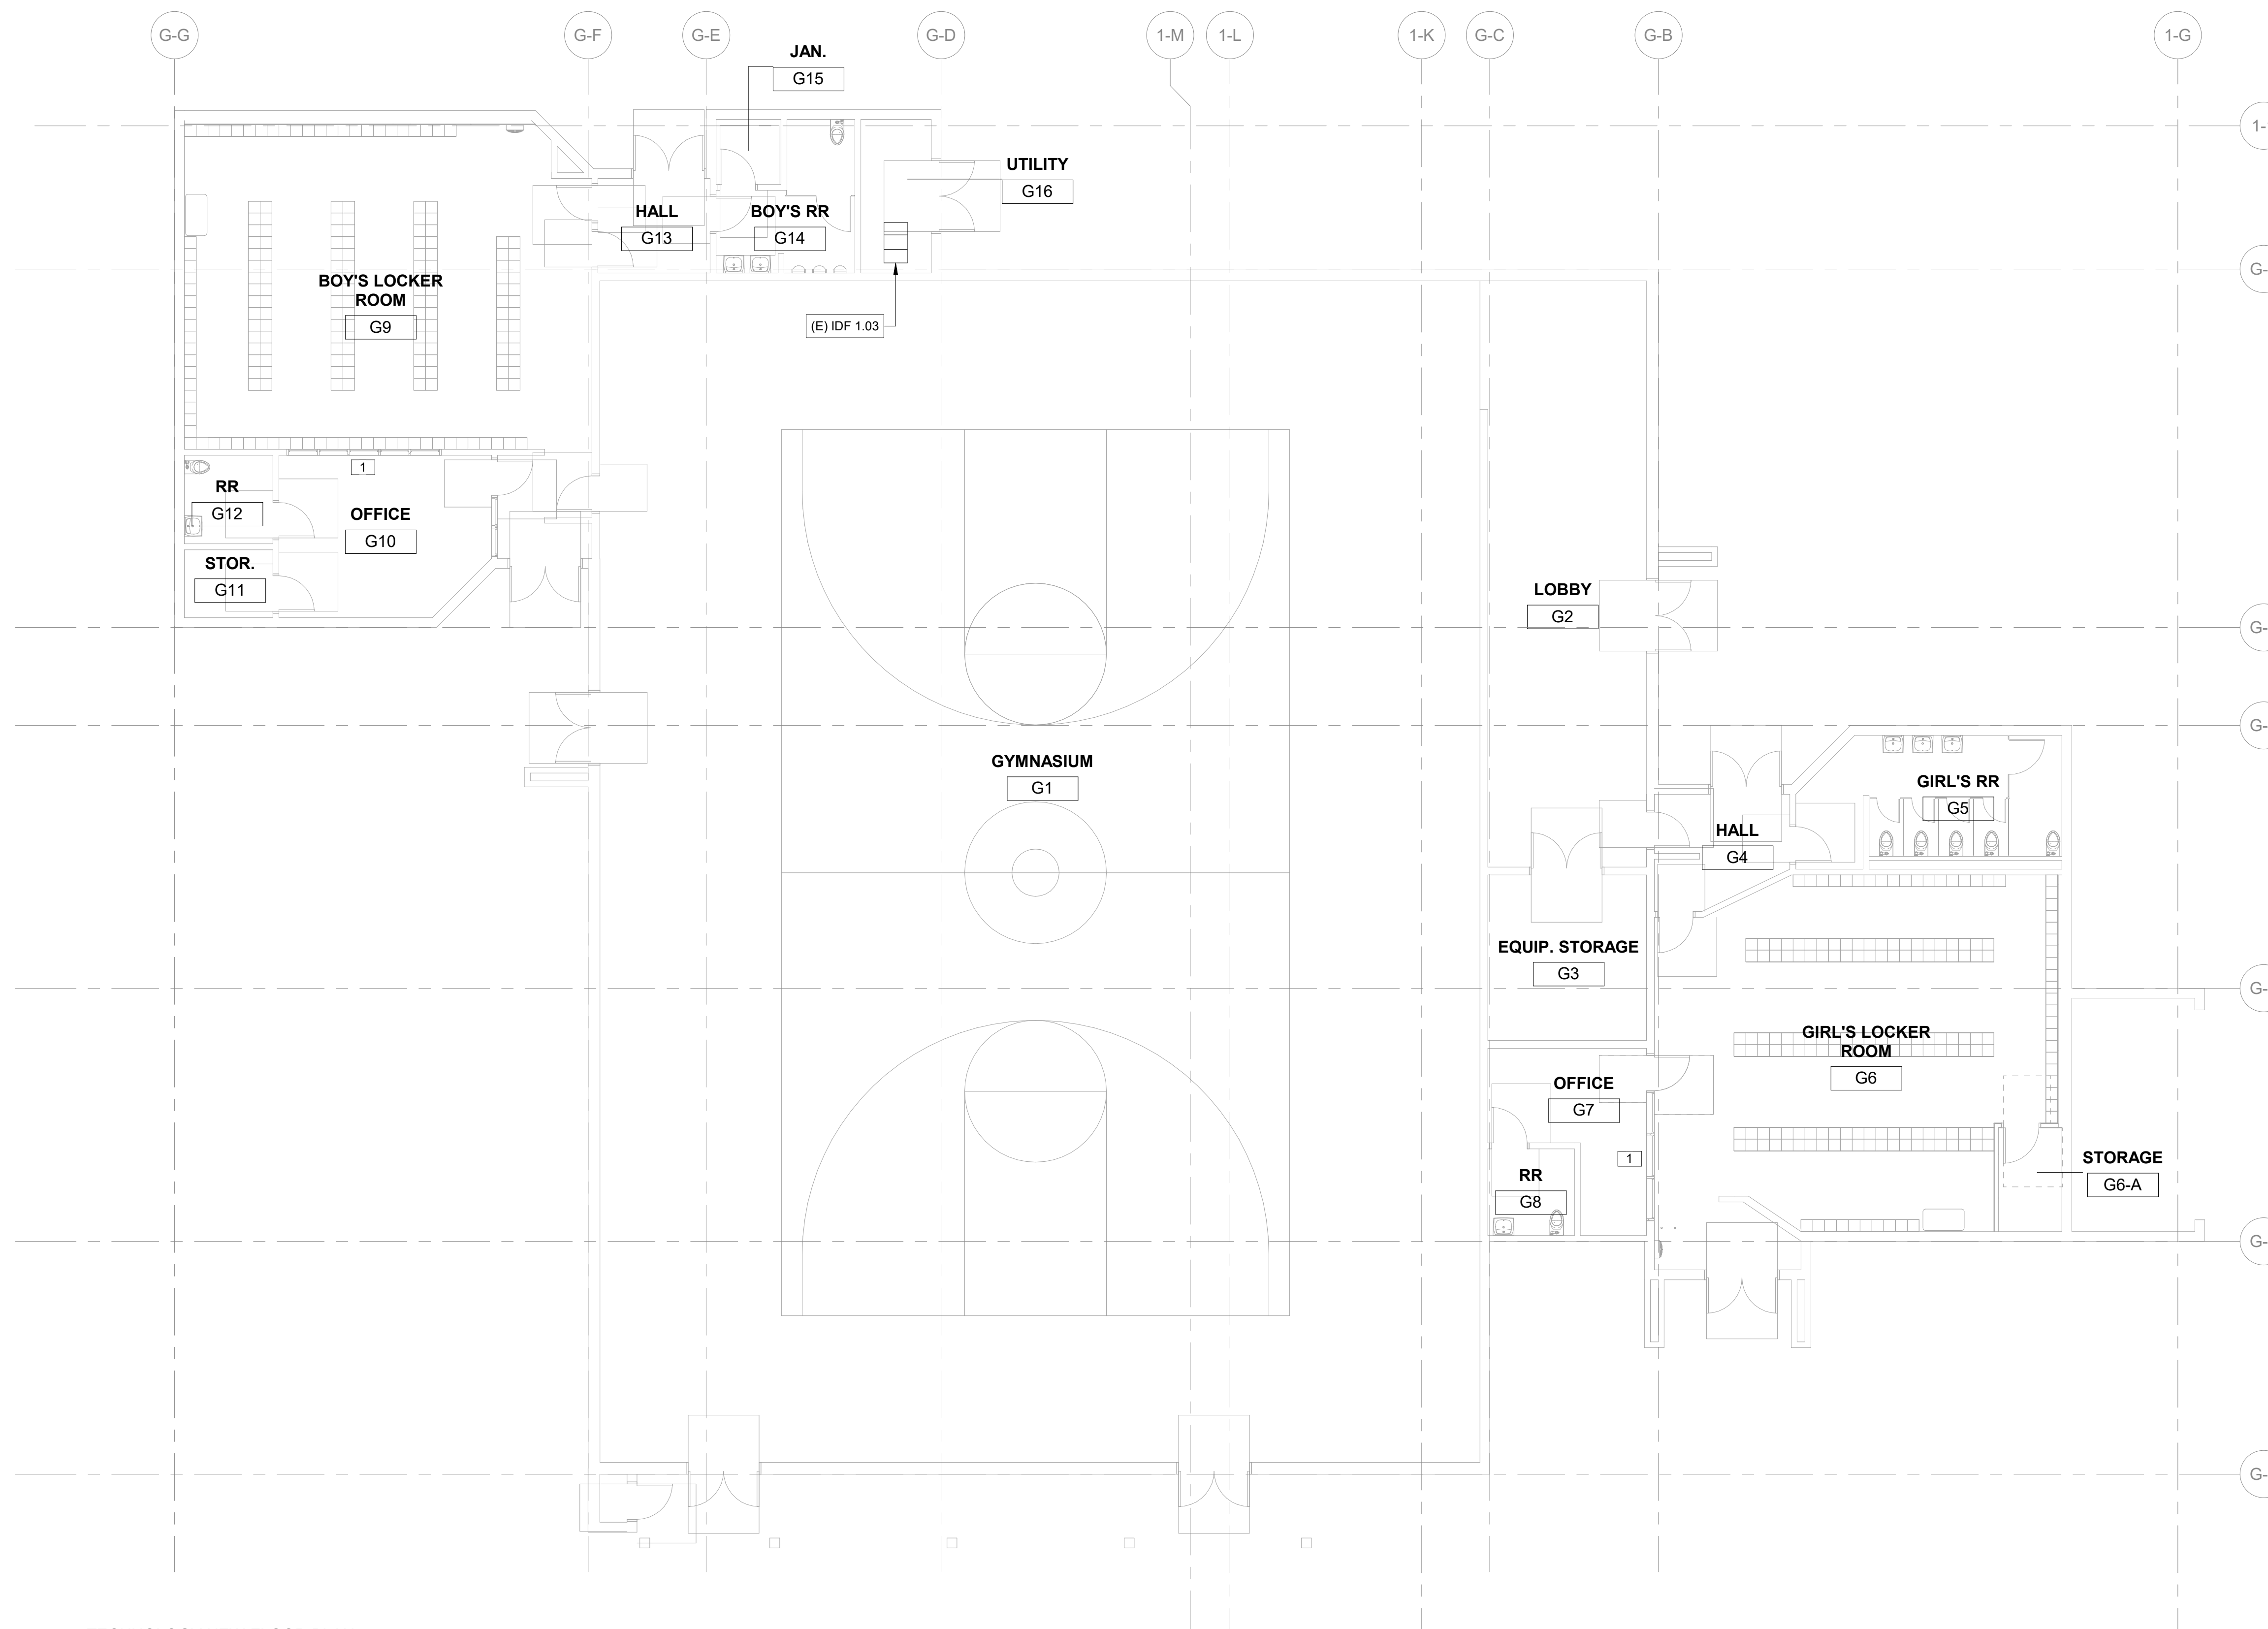 G-G
G-F
G-E
G-D
1-M
1-L
1-K
G-C
G-B
1-G
JAN.
G15
1-
UTILITY
G16
HALL
G13
BOY'S RR
G14
G-
BOY'S LOCKER
ROOM
G9
(E) IDF 1.03
1
RR
G12
OFFICE
G10
STOR.
G11
LOBBY
G2
G-
G-
GYMNASIUM
G1
GIRL'S RR
G5
HALL
G4
EQUIP. STORAGE
G3
G-
GIRL'S LOCKER
ROOM
G6
OFFICE
G7
1
RR
G8
STORAGE
G6-A
G-
G-